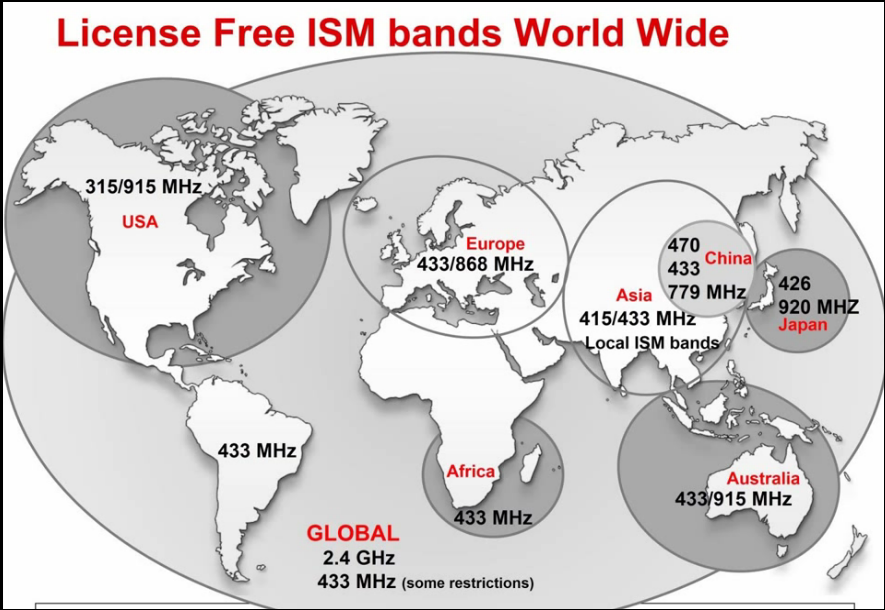 License Free ISM bands World Wide
315/915 MHz
USA
Europe
433/868 MHz
470
433
779 MHz
China
Asia
415/433 MHz
Local ISM bands
426
920 MHZ
Japan
433 MHz
Africa
433 MHz
Australia
433/915 MHz
GLOBAL
2.4 GHz
433 MHz (some restrictions)